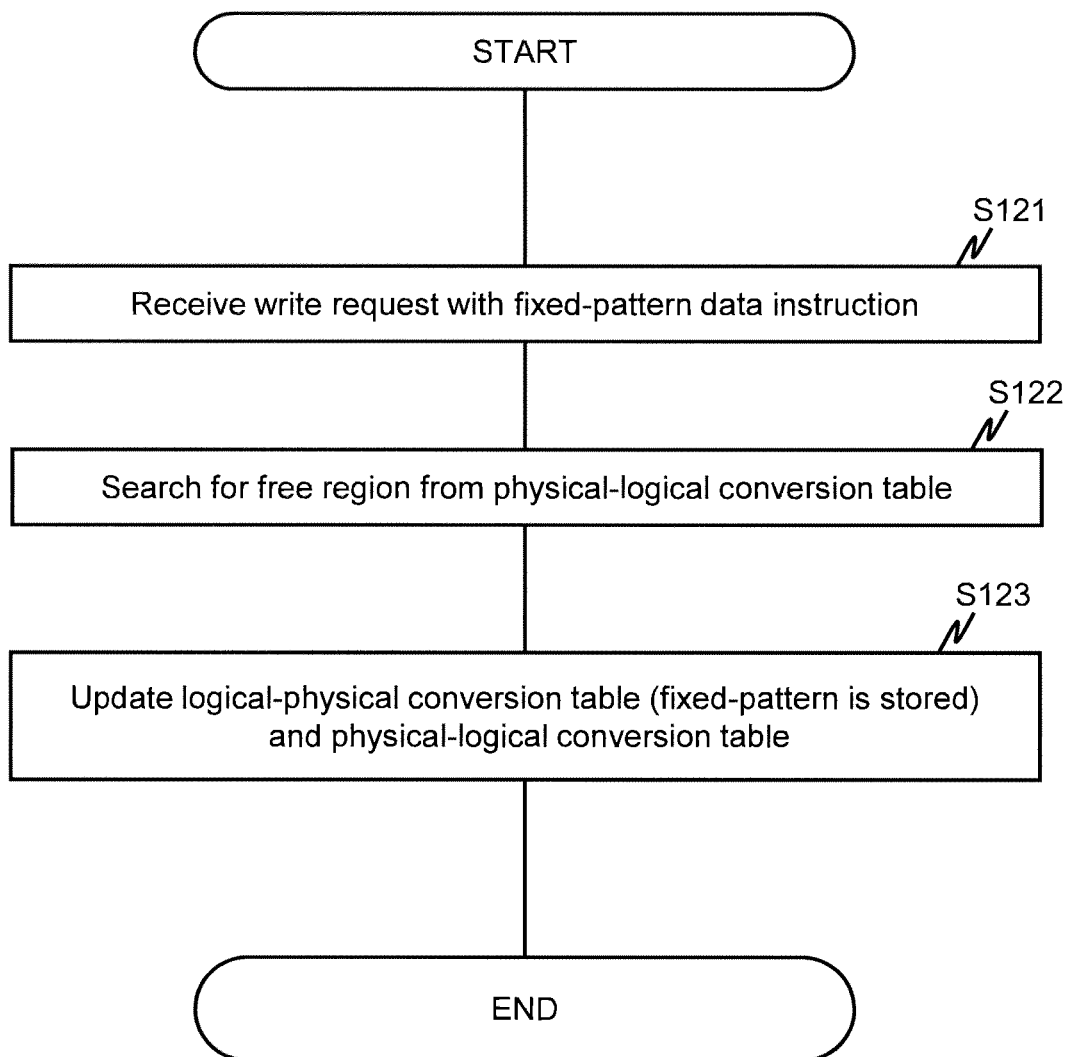 START
S121
Receive write request with fixed-pattern data instruction
S122
Search for free region from physical-logical conversion table
S123
Update logical-physical conversion table (fixed-pattern is stored)
and physical-logical conversion table
END